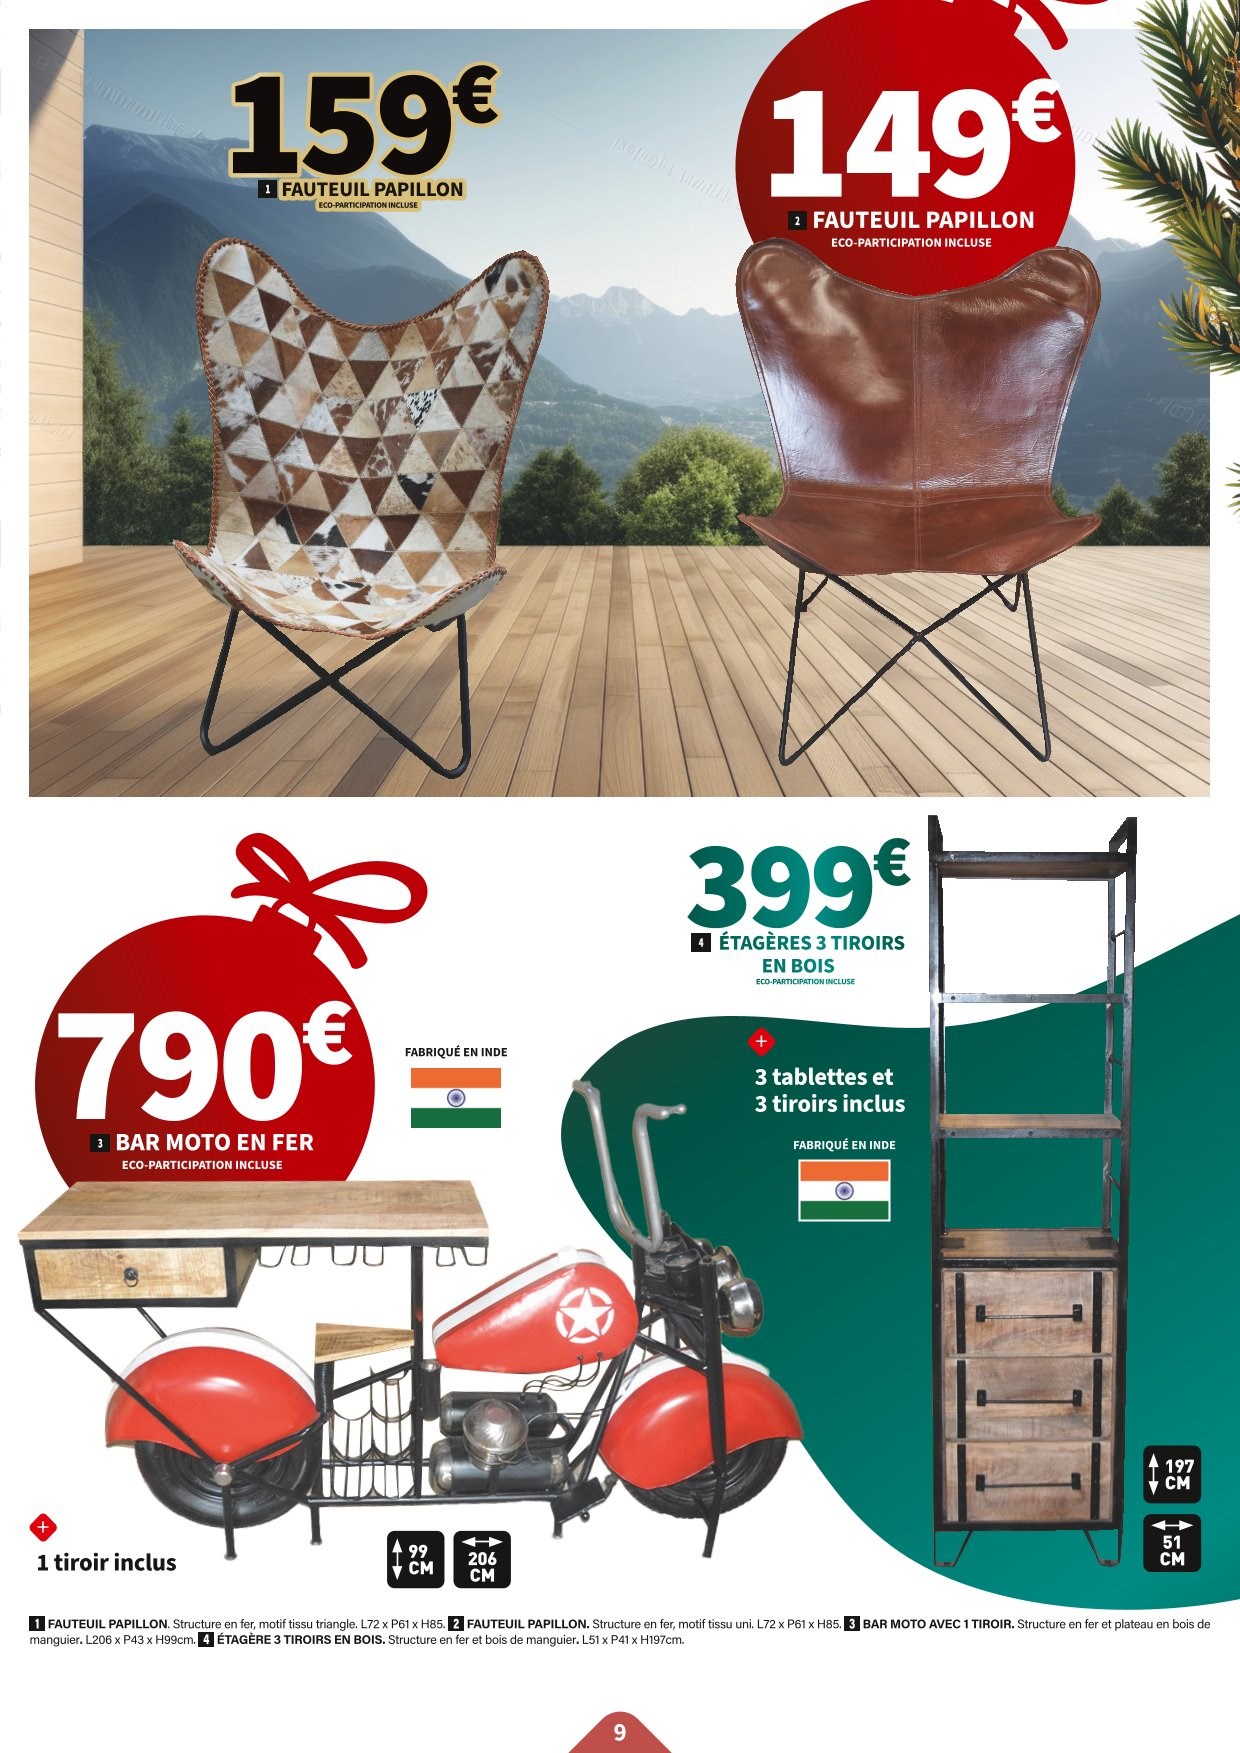 159€
1 FAUTEUIL PAPILLON
ECO-PARTICIPATION INCLUSE
149€
2 FAUTEUIL PAPILLON
ECO-PARTICIPATION INCLUSE
399€
4 ÉTAGÈRES 3 TIROIRS
EN BOIS
ECO-PARTICIPATION INCLUSE
790€
3 BAR MOTO EN FER
ECO-PARTICIPATION INCLUSE
FABRIQUÉ EN INDE
+
3 tablettes et
3 tiroirs inclus
FABRIQUÉ EN INDE
197
CM
51
CM
+
1 tiroir inclus
99
CM
206
CM
1 FAUTEUIL PAPILLON. Structure en fer, motif tissu triangle. L72 x P61 x H85. 2 FAUTEUIL PAPILLON. Structure en fer, motif tissu uni. L72 x P61 x H85. 3 BAR MOTO AVEC 1 TIROIR. Structure en fer et plateau en bois de
manguier. L206 x P43 x H99cm. 4 ÉTAGÈRE 3 TIROIRS EN BOIS. Structure en fer et bois de manguier. L51 x P41 x H197cm.
9